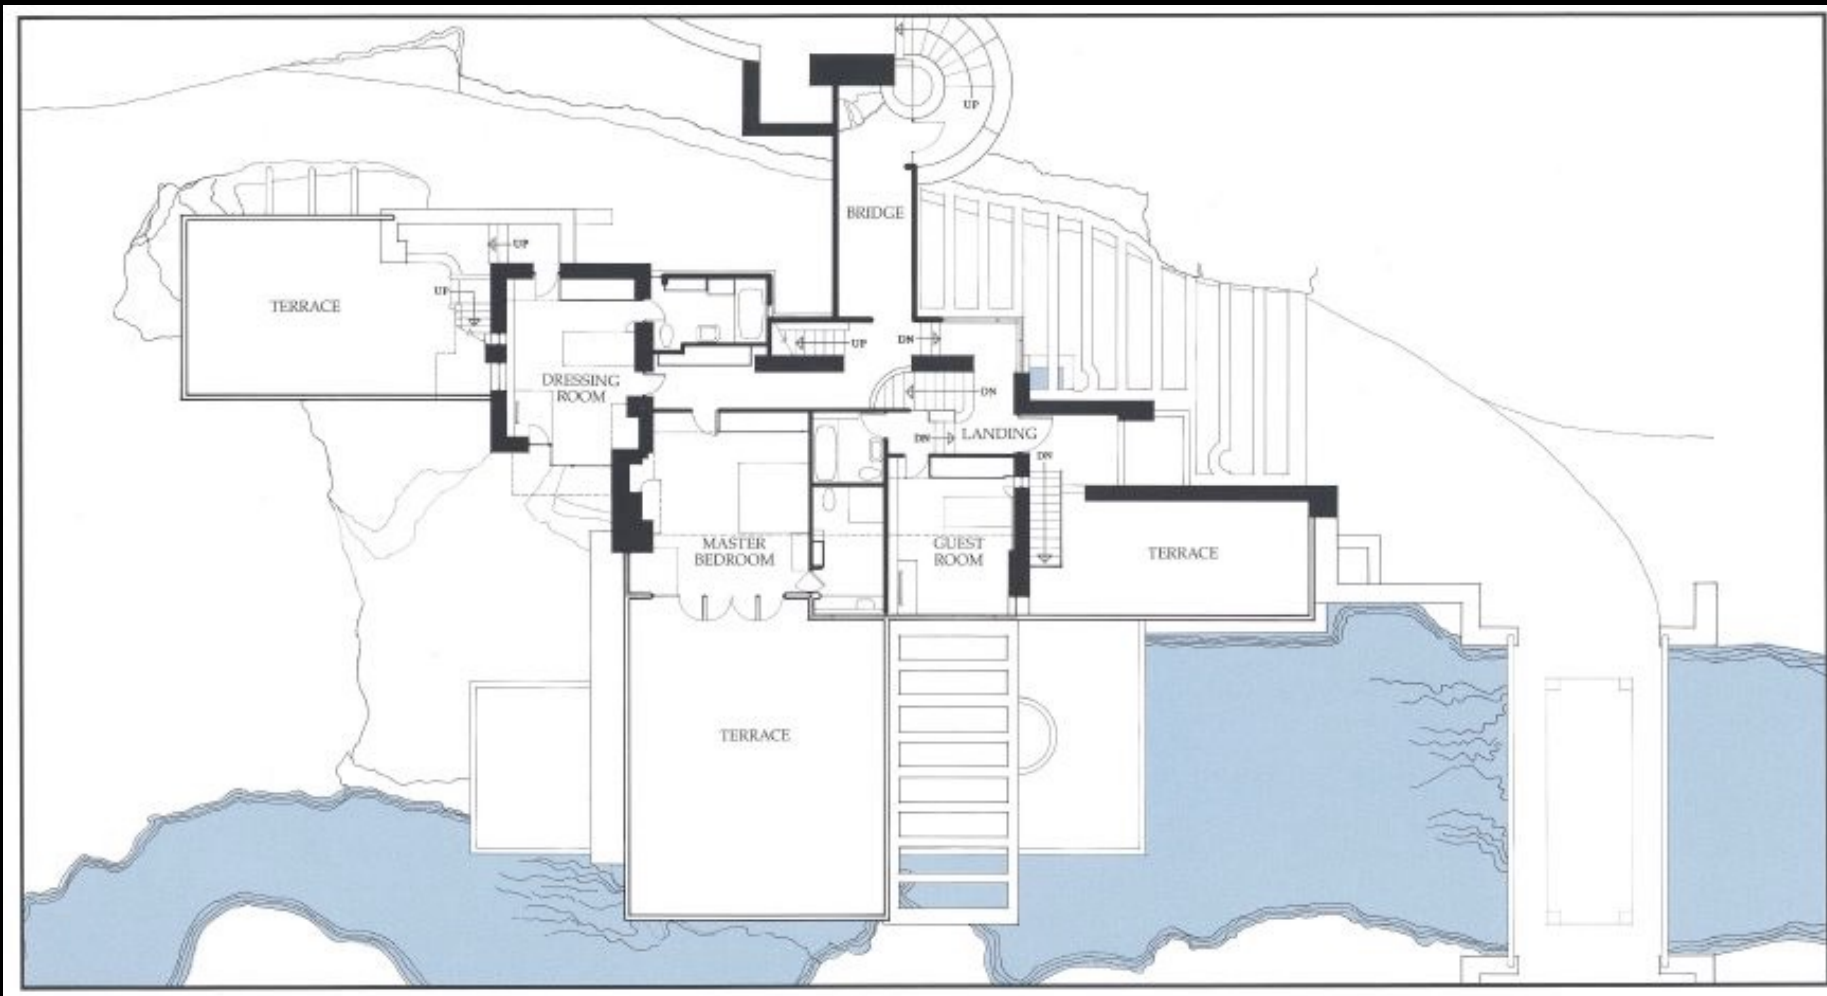 UP
BRIDGE
UP
UP
TERRACE
UP
DN
DRESSING
ROOM
DN
DN
LANDING
DN
MASTER
BEDROOM
GUEST
ROOM
TERRACE
TERRACE